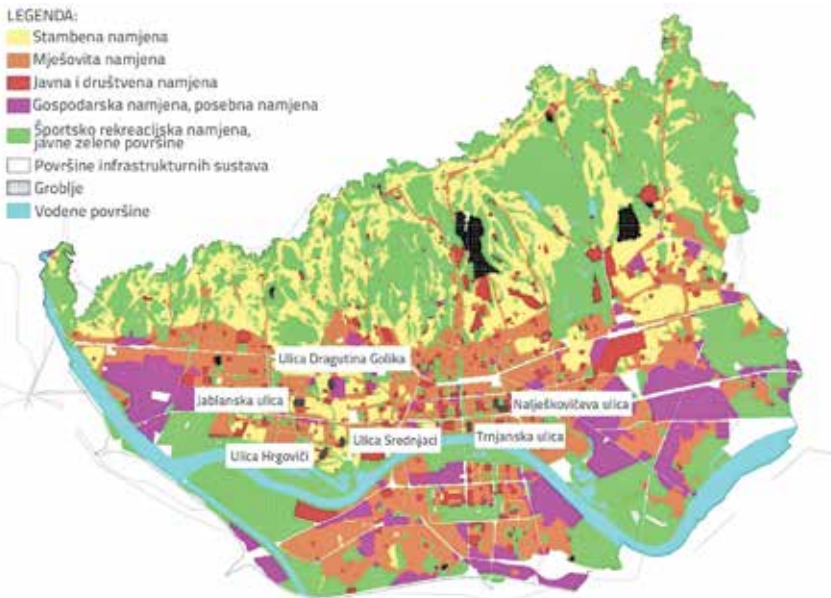 LEGENDA:
Stambena namjena
Mješovita namjena
Javna i društvena namjena
Gospodarska namjena, posebna namjena
Športsko rekreacijska namjena,
javne zelene površine
Površine infrastrukturnih sustava
Groblje
Vodene površine
Ulica Dragutina Golika
Jablanska ulica
Nalješkovićeva ulica
Ulica Srednjaci
Trnjanska ulica
Ulica Hrgovići